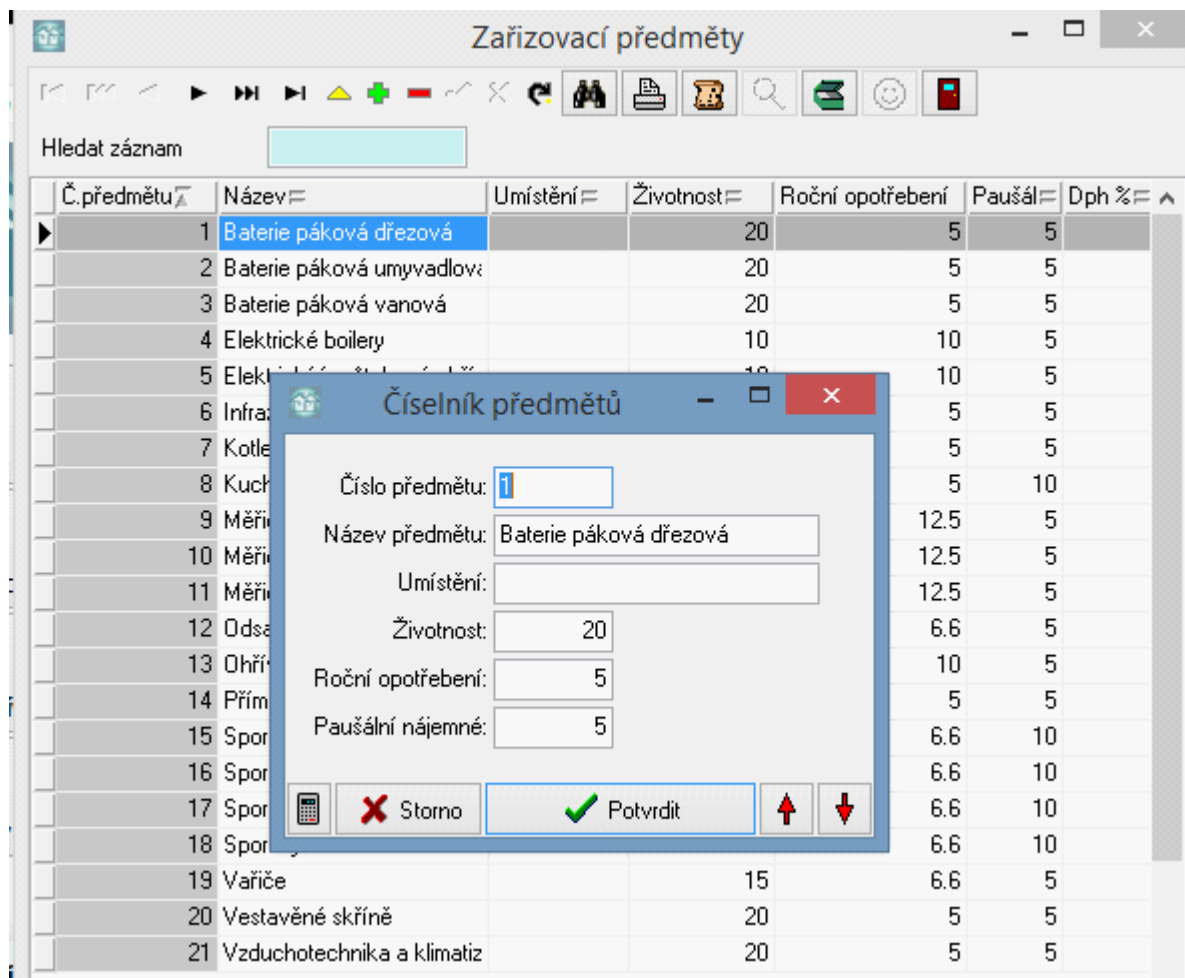 Zařizovací předměty
Hledat záznam
Č.předmětu Název Umístění Životnost Roční opotřebení Paušál Dph %
1 Baterie páková dřezová 20 5 5
2 Baterie páková umyvadlova 20 5 5
3 Baterie páková vanová 20 5 5
4 Elektrické boilery 10 10 5
5 10 5
6 5 5
7 5 5
8 5 10
9 12.5 5
10 12.5 5
11 12.5 5
12 6.6 5
13 10 5
14 5 5
15 6.6 10
16 6.6 10
17 6.6 10
18 6.6 10
19 Vařiče 15 6.6 5
20 Vestavěné skříně 20 5 5
21 Vzduchotechnika a klimatiz 20 5 5
Číselník předmětů
Číslo předmětu: 1
Název předmětu: Baterie páková dřezová
Umístění:
Životnost: 20
Roční opotřebení: 5
Paušální nájemné: 5
Storno Potvrdit